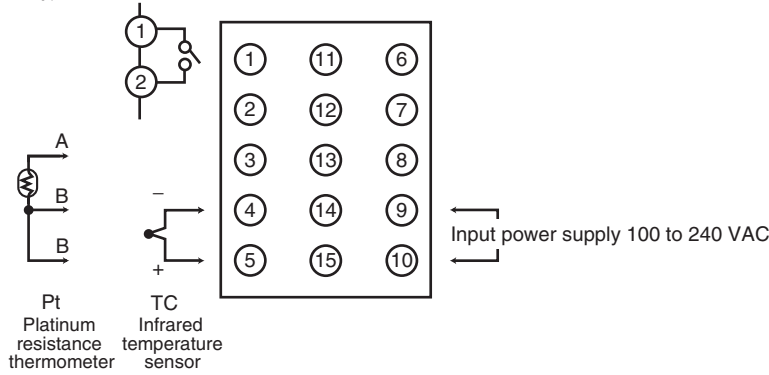 1
2
1 11 6
2 12 7
A
3 13 8
B
– 4 14 9
Input power supply 100 to 240 VAC
B
+ 5 15 10
Pt
Platinum
resistance
thermometer
TC
Infrared
temperature
sensor